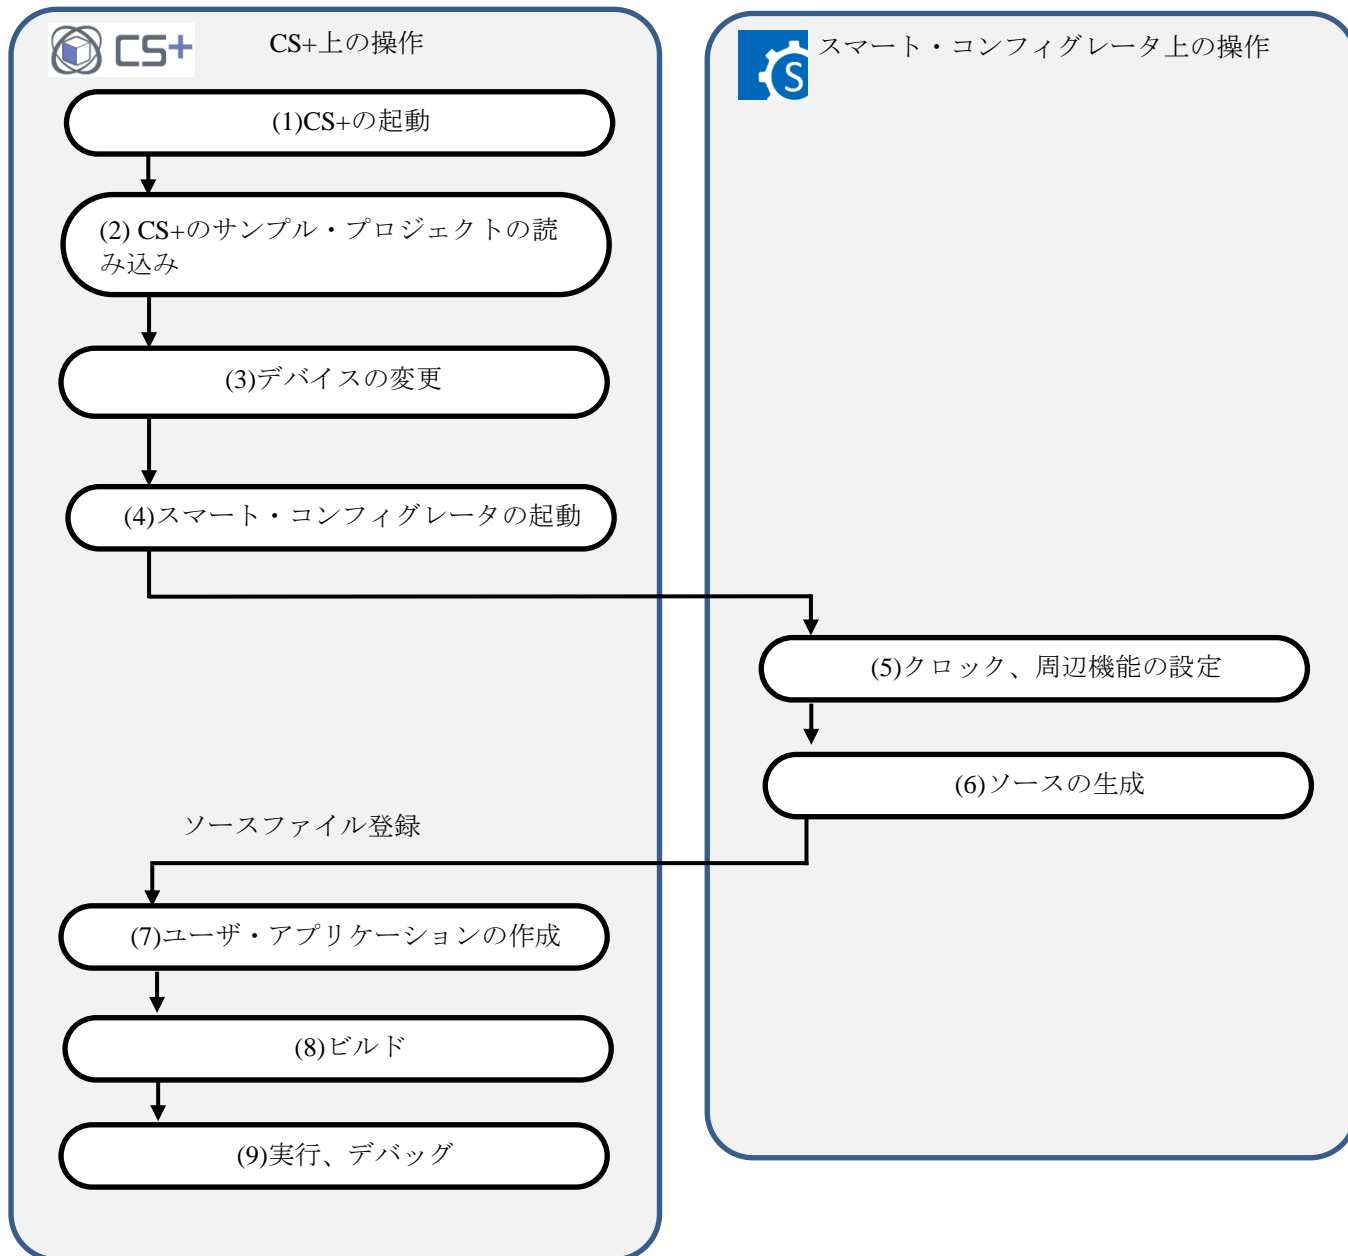 CS+
CS+上の操作
(1)CS+の起動
(2) CS+のサンプル・プロジェクトの読
み込み
(3)デバイスの変更
(4)スマート・コンフィグレータの起動
S
スマート・コンフィグレータ上の操作
(5)クロック、周辺機能の設定
(6)ソースの生成
ソースファイル登録
(7)ユーザ・アプリケーションの作成
(8)ビルド
(9)実行、デバッグ